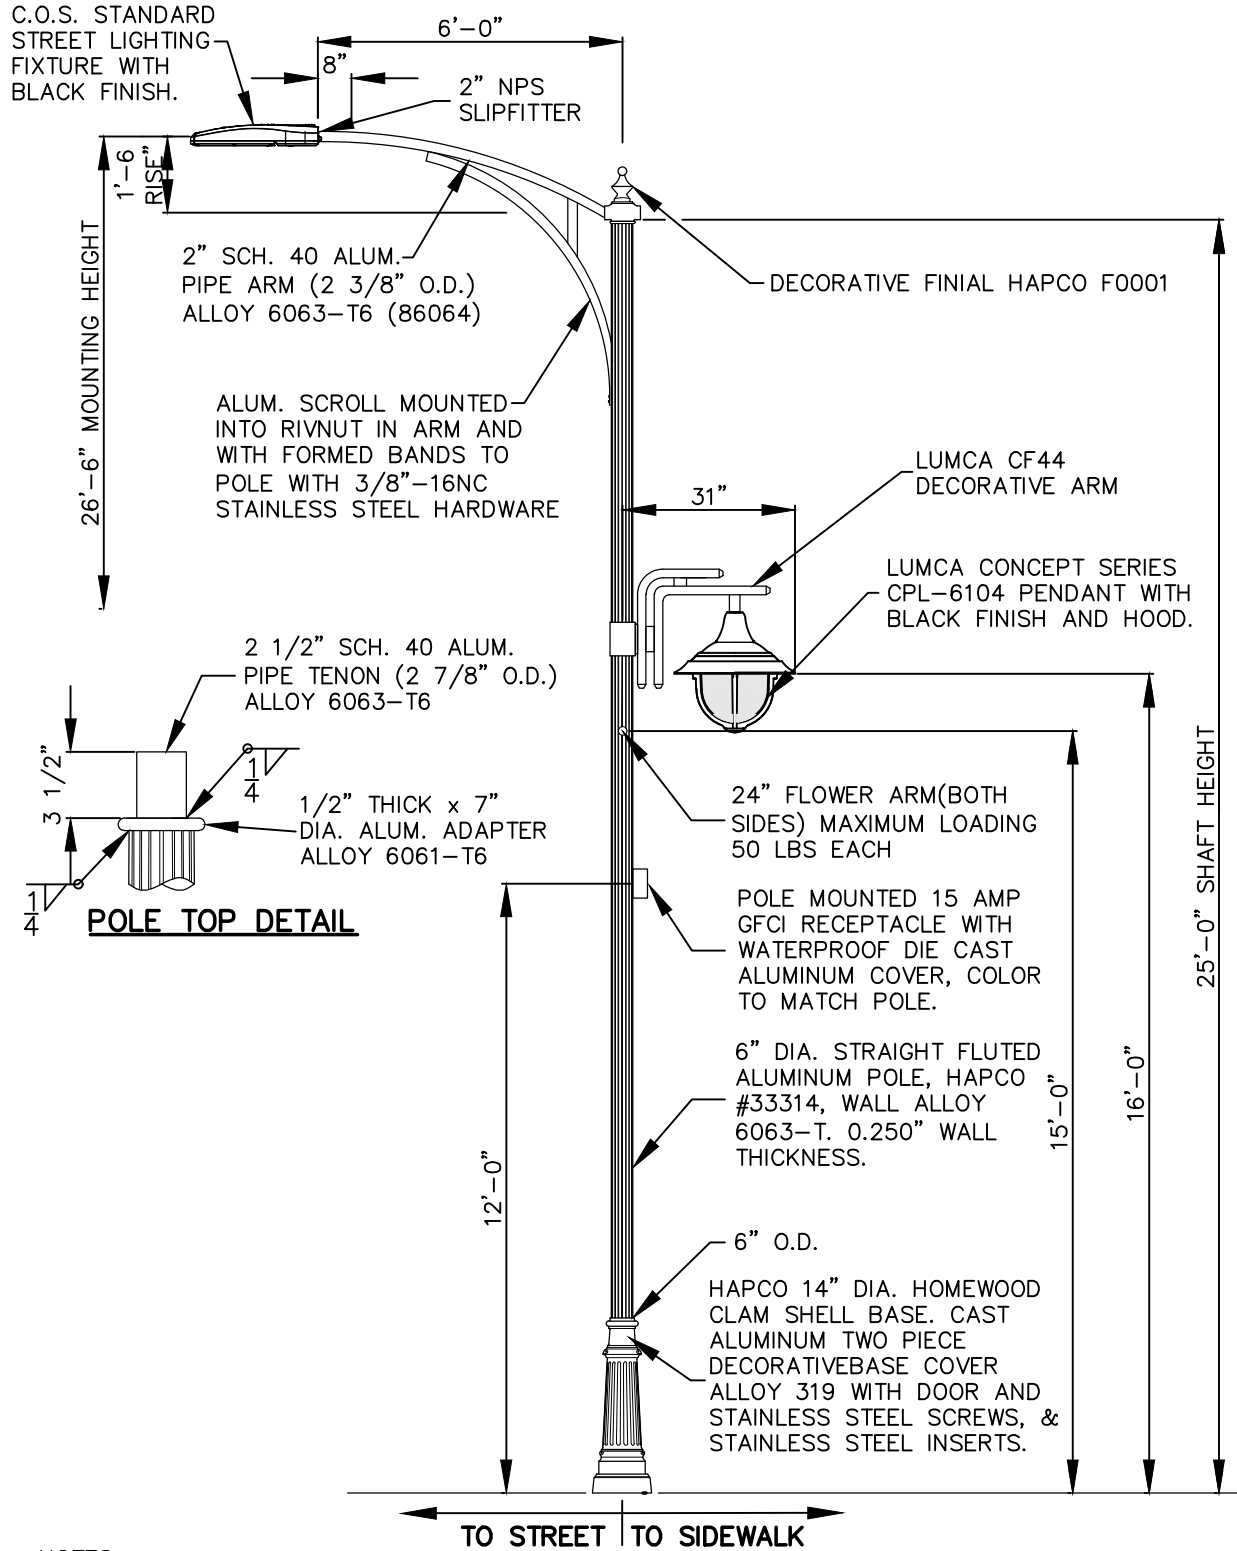 C.O.S. STANDARD
STREET LIGHTING
FIXTURE WITH
BLACK FINISH.
6'-0"
8"
2" NPS
SLIPFITTER
1'-6
RISE"
26'-6" MOUNTING HEIGHT
2" SCH. 40 ALUM.
PIPE ARM (2 3/8" O.D.)
ALLOY 6063-T6 (86064)
DECORATIVE FINIAL HAPCO F0001
ALUM. SCROLL MOUNTED
INTO RIVNUT IN ARM AND
WITH FORMED BANDS TO
POLE WITH 3/8"-16NC
STAINLESS STEEL HARDWARE
31"
LUMCA CF44
DECORATIVE ARM
LUMCA CONCEPT SERIES
CPL-6104 PENDANT WITH
BLACK FINISH AND HOOD.
2 1/2" SCH. 40 ALUM.
PIPE TENON (2 7/8" O.D.)
ALLOY 6063-T6
3 1/2"
1/4
1/2" THICK x 7"
DIA. ALUM. ADAPTER
ALLOY 6061-T6
1/4
POLE TOP DETAIL
24" FLOWER ARM(BOTH
SIDES) MAXIMUM LOADING
50 LBS EACH
POLE MOUNTED 15 AMP
GFCI RECEPTACLE WITH
WATERPROOF DIE CAST
ALUMINUM COVER, COLOR
TO MATCH POLE.
6" DIA. STRAIGHT FLUTED
ALUMINUM POLE, HAPCO
#33314, WALL ALLOY
6063-T. 0.250" WALL
THICKNESS.
12'-0"
15'-0"
16'-0"
25'-0" SHAFT HEIGHT
6" O.D.
HAPCO 14" DIA. HOMEWOOD
CLAM SHELL BASE. CAST
ALUMINUM TWO PIECE
DECORATIVEBASE COVER
ALLOY 319 WITH DOOR AND
STAINLESS STEEL SCREWS, &
STAINLESS STEEL INSERTS.
TO STREET TO SIDEWALK